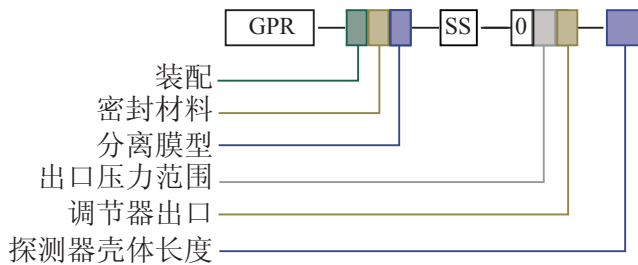 GPR SS 0
装配
密封材料
分离膜型
出口压力范围
调节器出口
探测器壳体长度